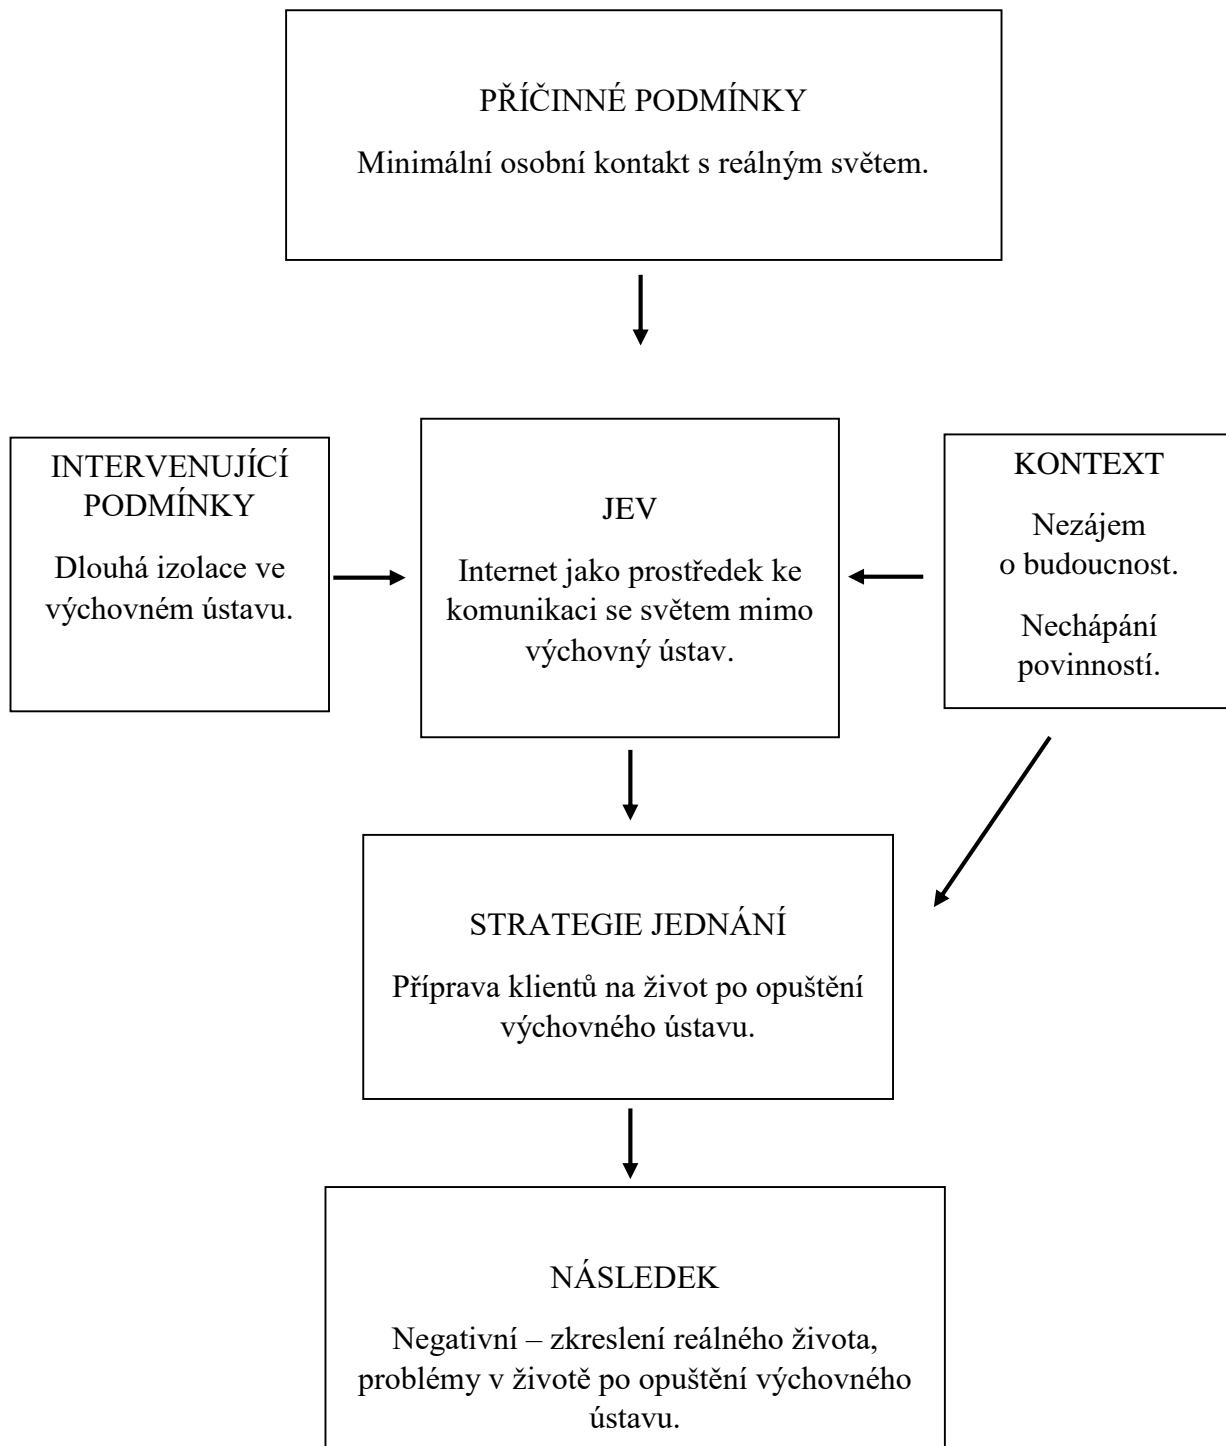 PŘÍČINNÉ PODMÍNKY
Minimální osobní kontakt s reálným světem.
INTERVENUJÍCÍ
PODMÍNKY
Dlouhá izolace ve
výchovném ústavu.
JEV
Internet jako prostředek ke
komunikaci se světem mimo
výchovný ústav.
KONTEXT
Nezájem
o budoucnost.
Nechápání
povinností.
STRATEGIE JEDNÁNÍ
Příprava klientů na život po opuštění
výchovného ústavu.
NÁSLEDEK
Negativní – zkreslení reálného života,
problémy v životě po opuštění výchovného
ústavu.